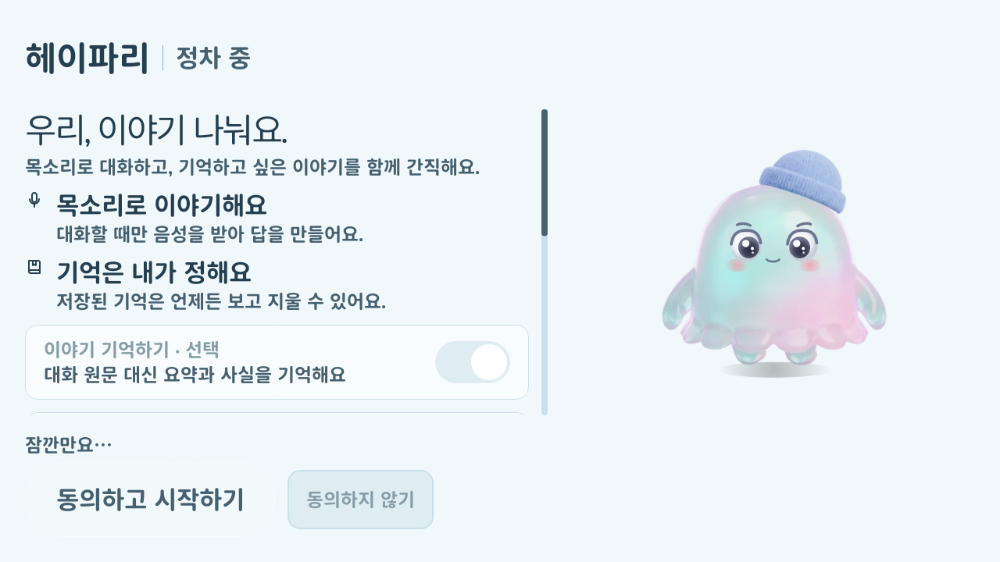 헤이파리
정차 중
우리, 이야기 나눠요.
목소리로 대화하고, 기억하고 싶은 이야기를 함께 간직해요.
목소리로 이야기해요
대화할 때만 음성을 받아 답을 만들어요.
기억은 내가 정해요
저장된 기억은 언제든 보고 지울 수 있어요.
이야기 기억하기 · 선택
대화 원문 대신 요약과 사실을 기억해요
잠깐만요…
동의하고 시작하기
동의하지 않기